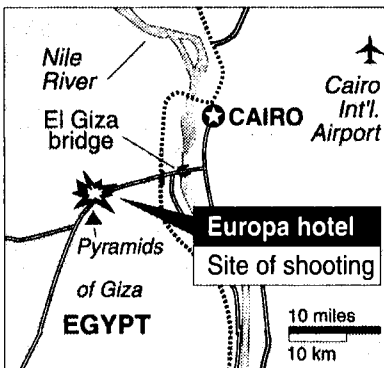 Nile
River
El Giza
bridge
CAIRO
Cairo
Int'l.
Airport
Europa hotel
Site of shooting
Pyramids
of Giza
EGYPT
10 miles
10 km